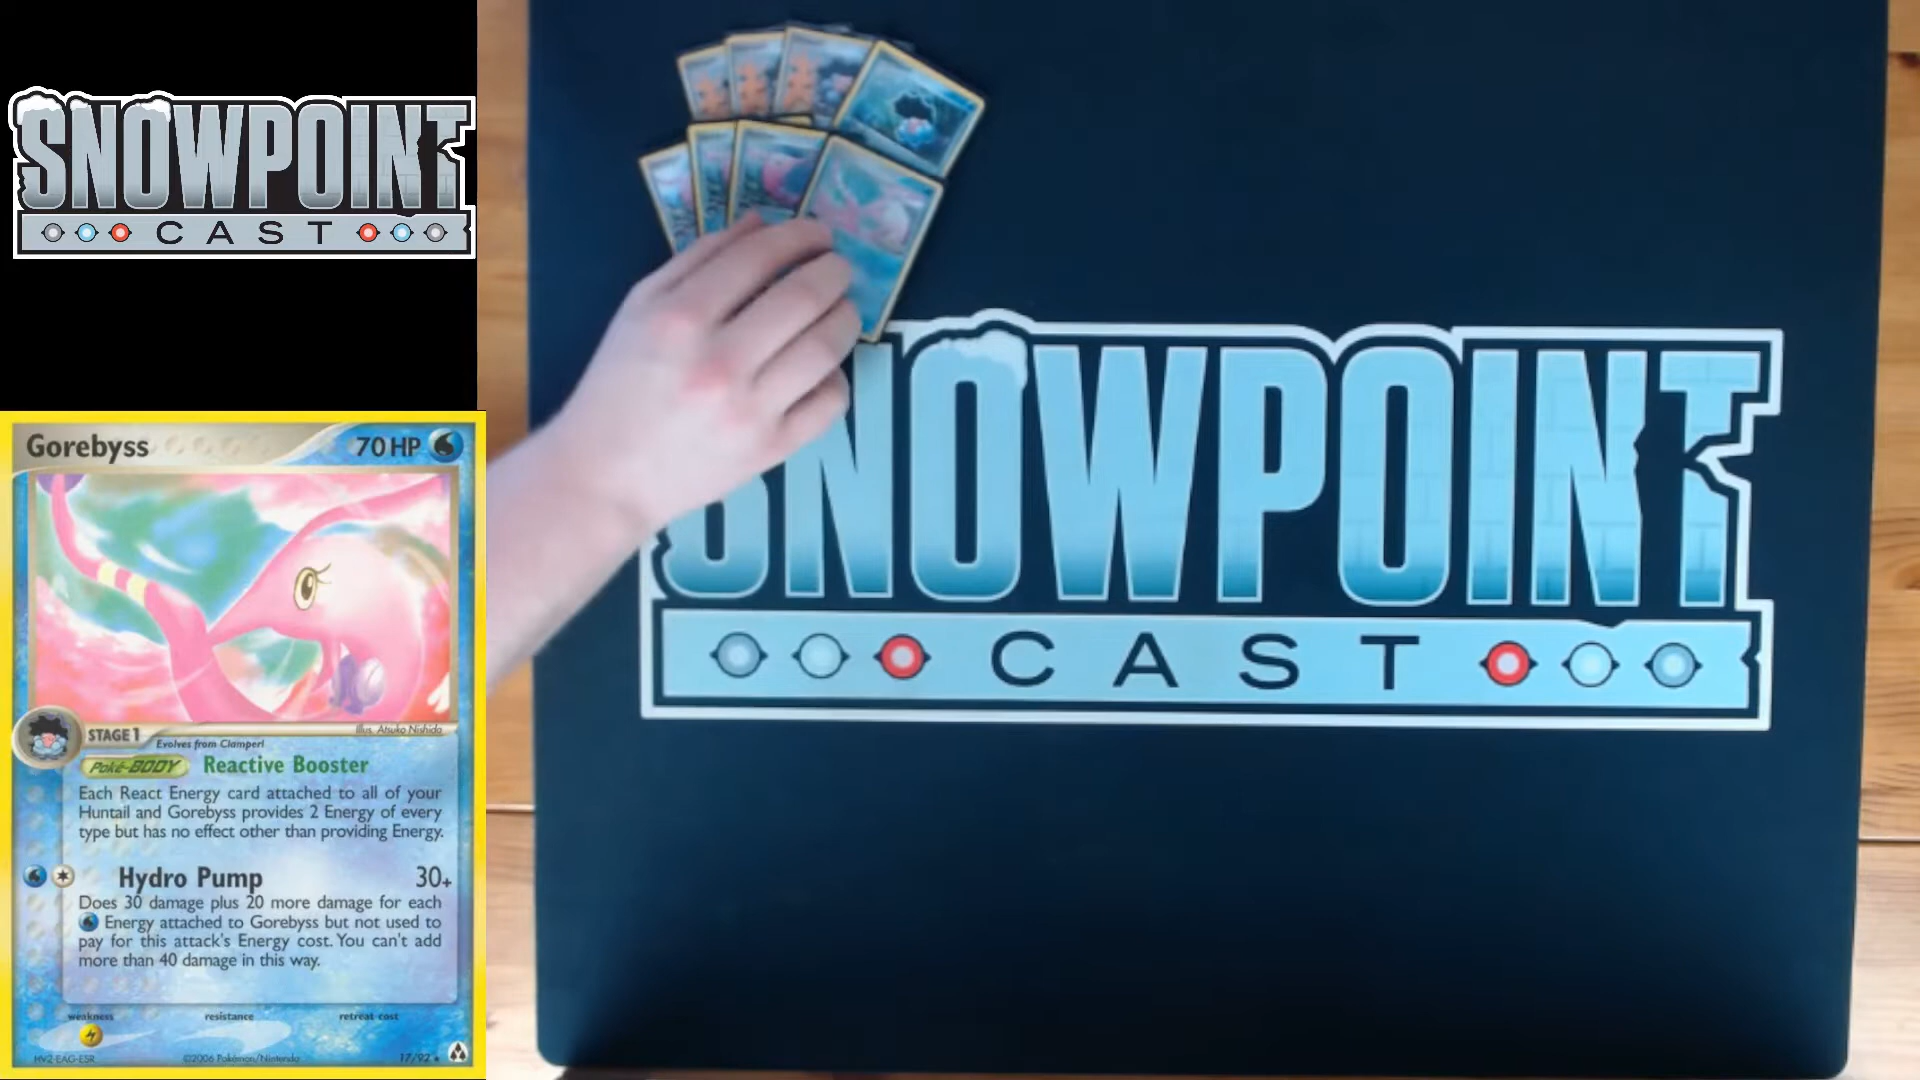 SNOWPOINT
CAST
Gorebyss 70 HP
STAGE 1
Illus. Atsuko Nishida
Evolves from Clamperl
Poké-BODY Reactive Booster
Each React Energy card attached to all of your
Huntail and Gorebyss provides 2 Energy of every
type but has no effect other than providing Energy.
Hydro Pump 30+
Does 30 damage plus 20 more damage for each
Energy attached to Gorebyss but not used to
pay for this attack's Energy cost. You can't add
more than 40 damage in this way.
weakness resistance retreat cost
HV2-EAG-ESR ©2006 Pokémon/Nintendo 17/92
SNOWPOINT
CAST